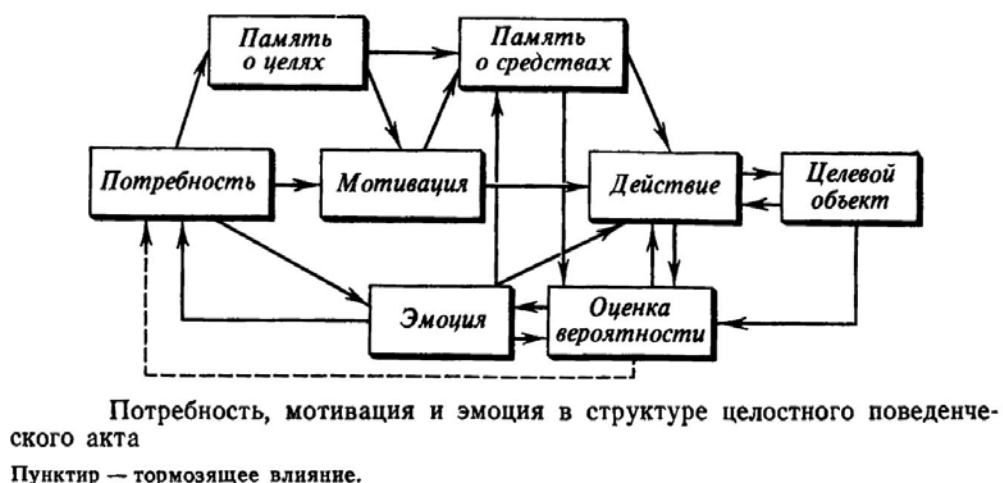 Память
о целях
Память
о средствах
Потребность
Мотивация
Действие
Целевой
объект
Эмоция
Оценка
вероятности
Потребность, мотивация и эмоция в структуре целостного поведенче-
ского акта
Пунктир — тормозящее влияние.